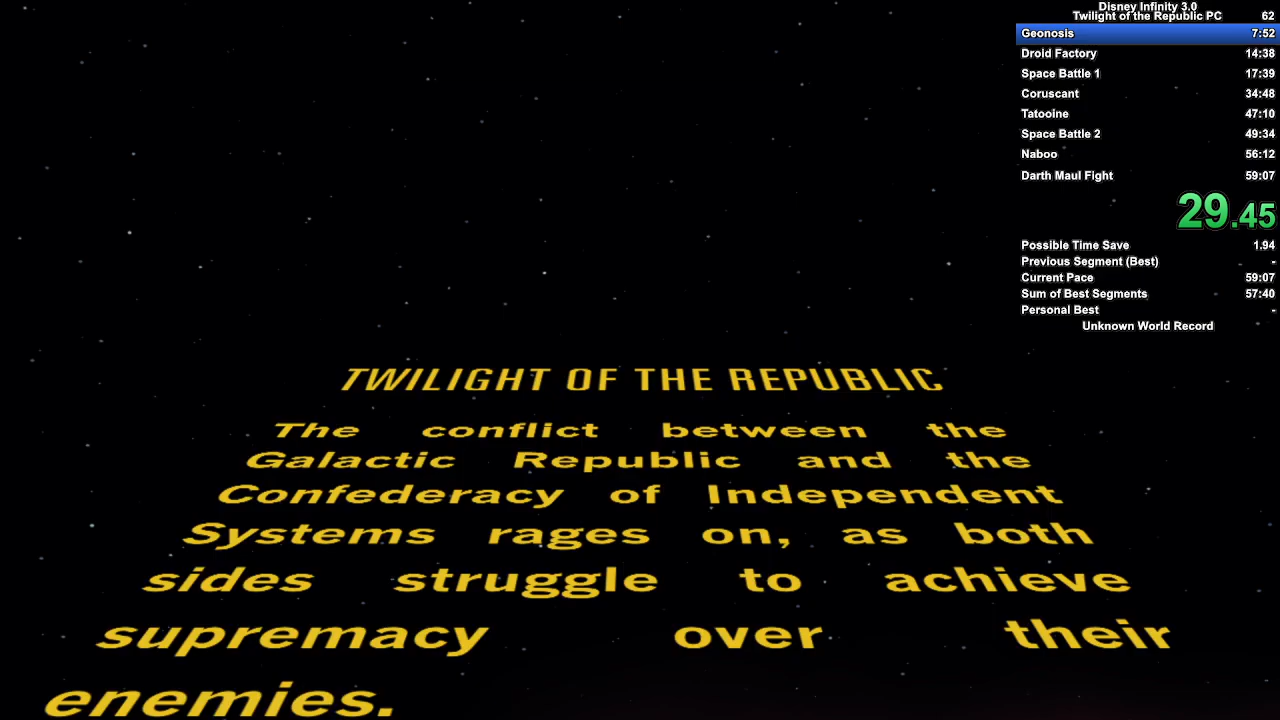 Disney Infinity 3.0
Twilight of the Republic PC 62
Geonosis 7:52
Droid Factory 14:38
Space Battle 1 17:39
Coruscant 34:48
Tatooine 47:10
Space Battle 2 49:34
Naboo 56:12
Darth Maul Fight 59:07
29.45
Possible Time Save 1.94
Previous Segment (Best) -
Current Pace 59:07
Sum of Best Segments 57:40
Personal Best -
Unknown World Record
TWILIGHT OF THE REPUBLIC
The conflict between the
Galactic Republic and the
Confederacy of Independent
Systems rages on, as both
sides struggle to achieve
supremacy over their
enemies.